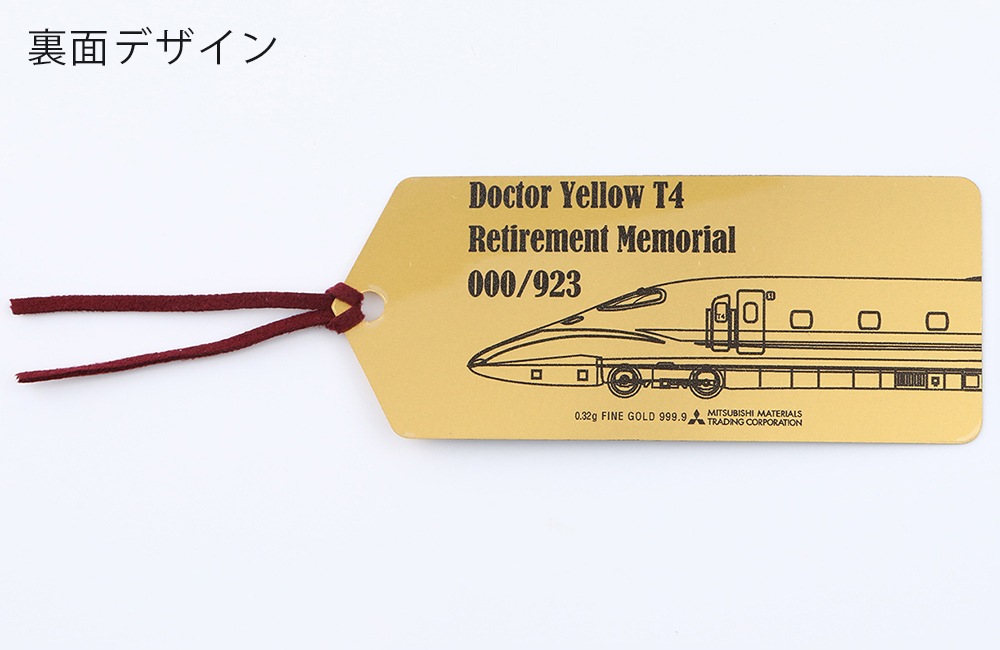 裏面デザイン
Doctor Yellow T4
Retirement Memorial
000/923
T4
0.32g FINE GOLD 999.9
MITSUBISHI MATERIALS
TRADING CORPORATION